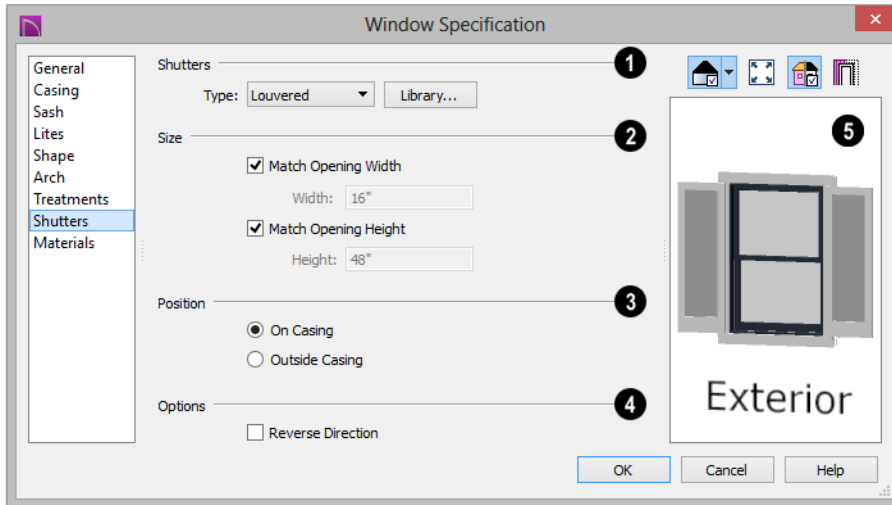 Window Specification
General
Casing
Sash
Lites
Shape
Arch
Treatments
Shutters
Materials
Shutters
1
Type: Louvered Library...
Size
2
Match Opening Width
Width: 16"
Match Opening Height
Height: 48"
Position
3
On Casing
Outside Casing
Options
4
Reverse Direction
5
Exterior
OK Cancel Help